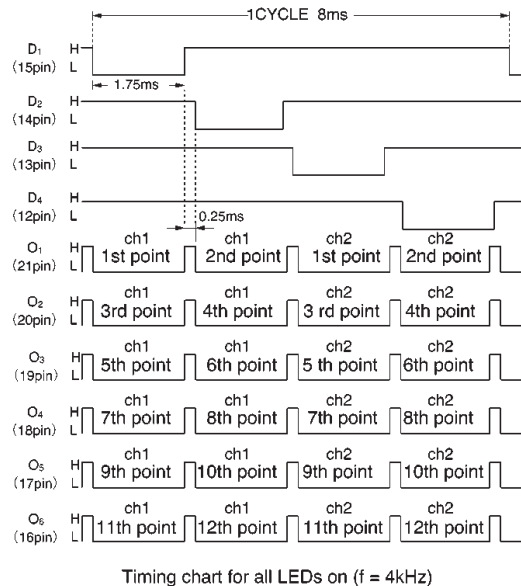 1CYCLE 8ms
D₁ H
(15pin) L
1.75ms
D₂ H
(14pin) L
D₃ H
(13pin) L
D₄ H
(12pin) L
0.25ms
ch1 ch1 ch2 ch2
O₁ H 1st point 2nd point 1st point 2nd point
(21pin) L
ch1 ch1 ch2 ch2
O₂ H 3rd point 4th point 3 rd point 4th point
(20pin) L
ch1 ch1 ch2 ch2
O₃ H 5th point 6th point 5 th point 6th point
(19pin) L
ch1 ch1 ch2 ch2
O₄ H 7th point 8th point 7th point 8th point
(18pin) L
ch1 ch1 ch2 ch2
O₅ H 9th point 10th point 9th point 10th point
(17pin) L
ch1 ch1 ch2 ch2
O₆ H 11th point 12th point 11th point 12th point
(16pin) L
Timing chart for all LEDs on (f = 4kHz)